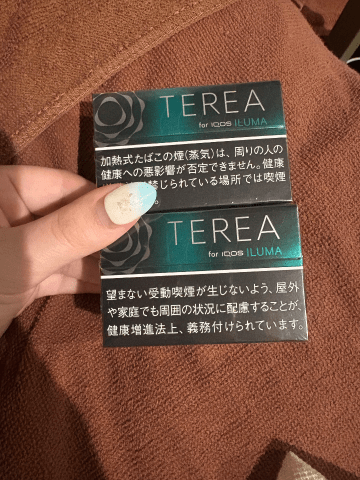 TEREA
for IQOS ILUMA
加熱式たばこの煙(蒸気)は、周りの人の
健康への悪影響が否定できません。健康
禁じられている場所では喫煙
TEREA
for IQOS ILUMA
望まない受動喫煙が生じないよう、屋外
や家庭でも周囲の状況に配慮することが、
健康増進法上、義務付けられています。